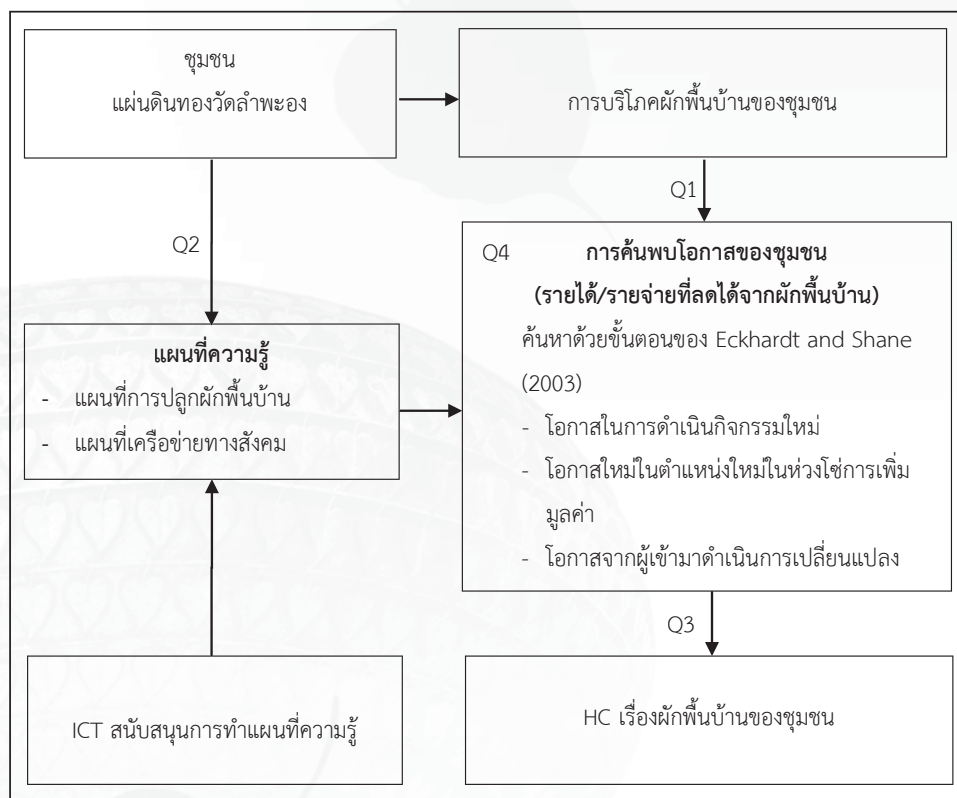 ชุมชน
แผ่นดินทองวัดลำพะอง
การบริโภคผักพื้นบ้านของชุมชน
Q1
Q2
Q4 การค้นพบโอกาสของชุมชน
(รายได้/รายจ่ายที่ลดได้จากผักพื้นบ้าน)
ค้นหาด้วยขั้นตอนของ Eckhardt and Shane
(2003)
- โอกาสในการดำเนินกิจกรรมใหม่
- โอกาสใหม่ในตำแหน่งใหม่ในห่วงโซ่การเพิ่ม
มูลค่า
- โอกาสจากผู้เข้ามาดำเนินการเปลี่ยนแปลง
แผนที่ความรู้
- แผนที่การปลูกผักพื้นบ้าน
- แผนที่เครือข่ายทางสังคม
Q3
ICT สนับสนุนการทำแผนที่ความรู้
HC เรื่องผักพื้นบ้านของชุมชน